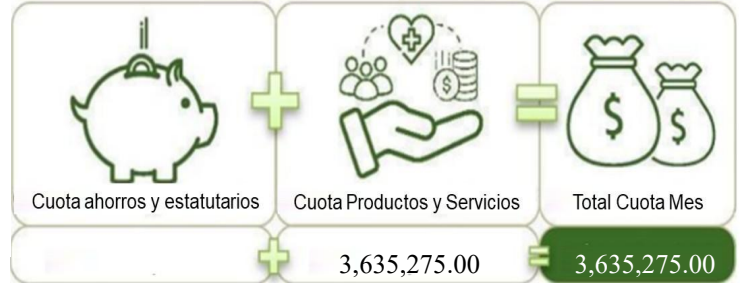 $
$ $
Cuota ahorros y estatutarios Cuota Productos y Servicios Total Cuota Mes
3,635,275.00 3,635,275.00